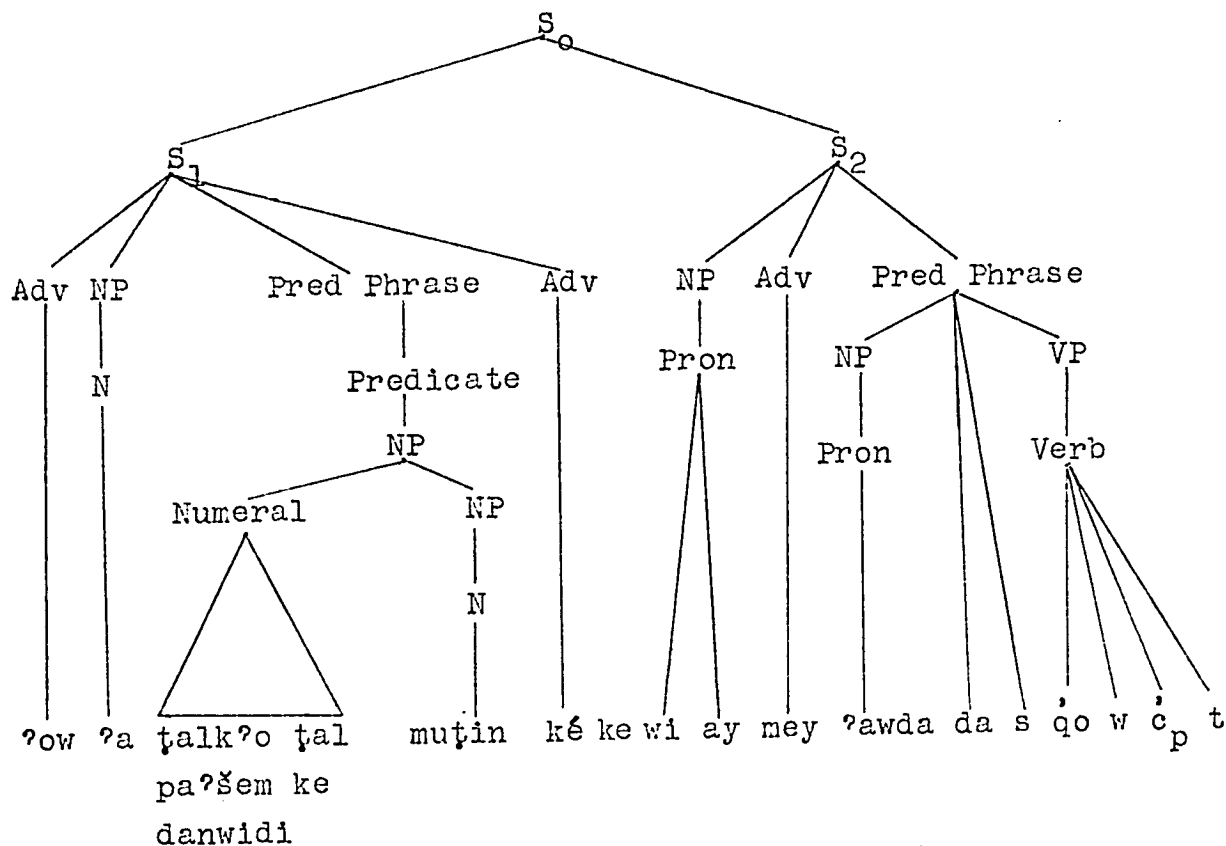 S₀
S₁ S₂
Adv NP Pred Phrase Adv NP Adv Pred Phrase
N Predicate Pron NP VP
NP Pron Verb
Numeral NP
N
ʔow ʔa ṭalkʔo ṭal muṭin ké ke wi ay mey ʔawda da s q̓o w c̓ₚ t
paʔšem ke
danwidi